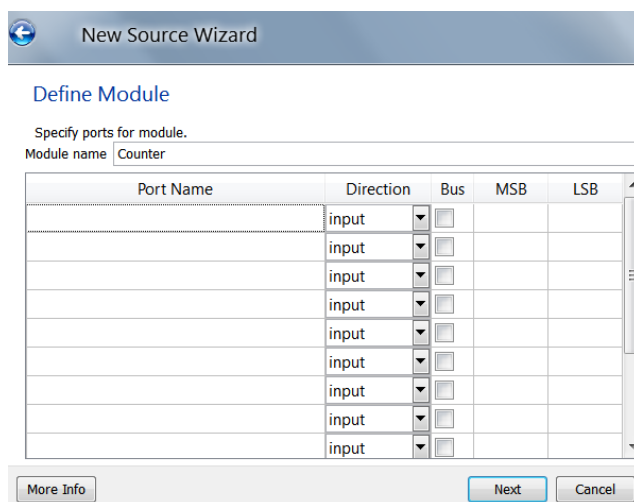 New Source Wizard
Define Module
Specify ports for module.
Module name Counter
Port Name Direction Bus MSB LSB
input
input
input
input
input
input
input
input
input
More Info Next Cancel